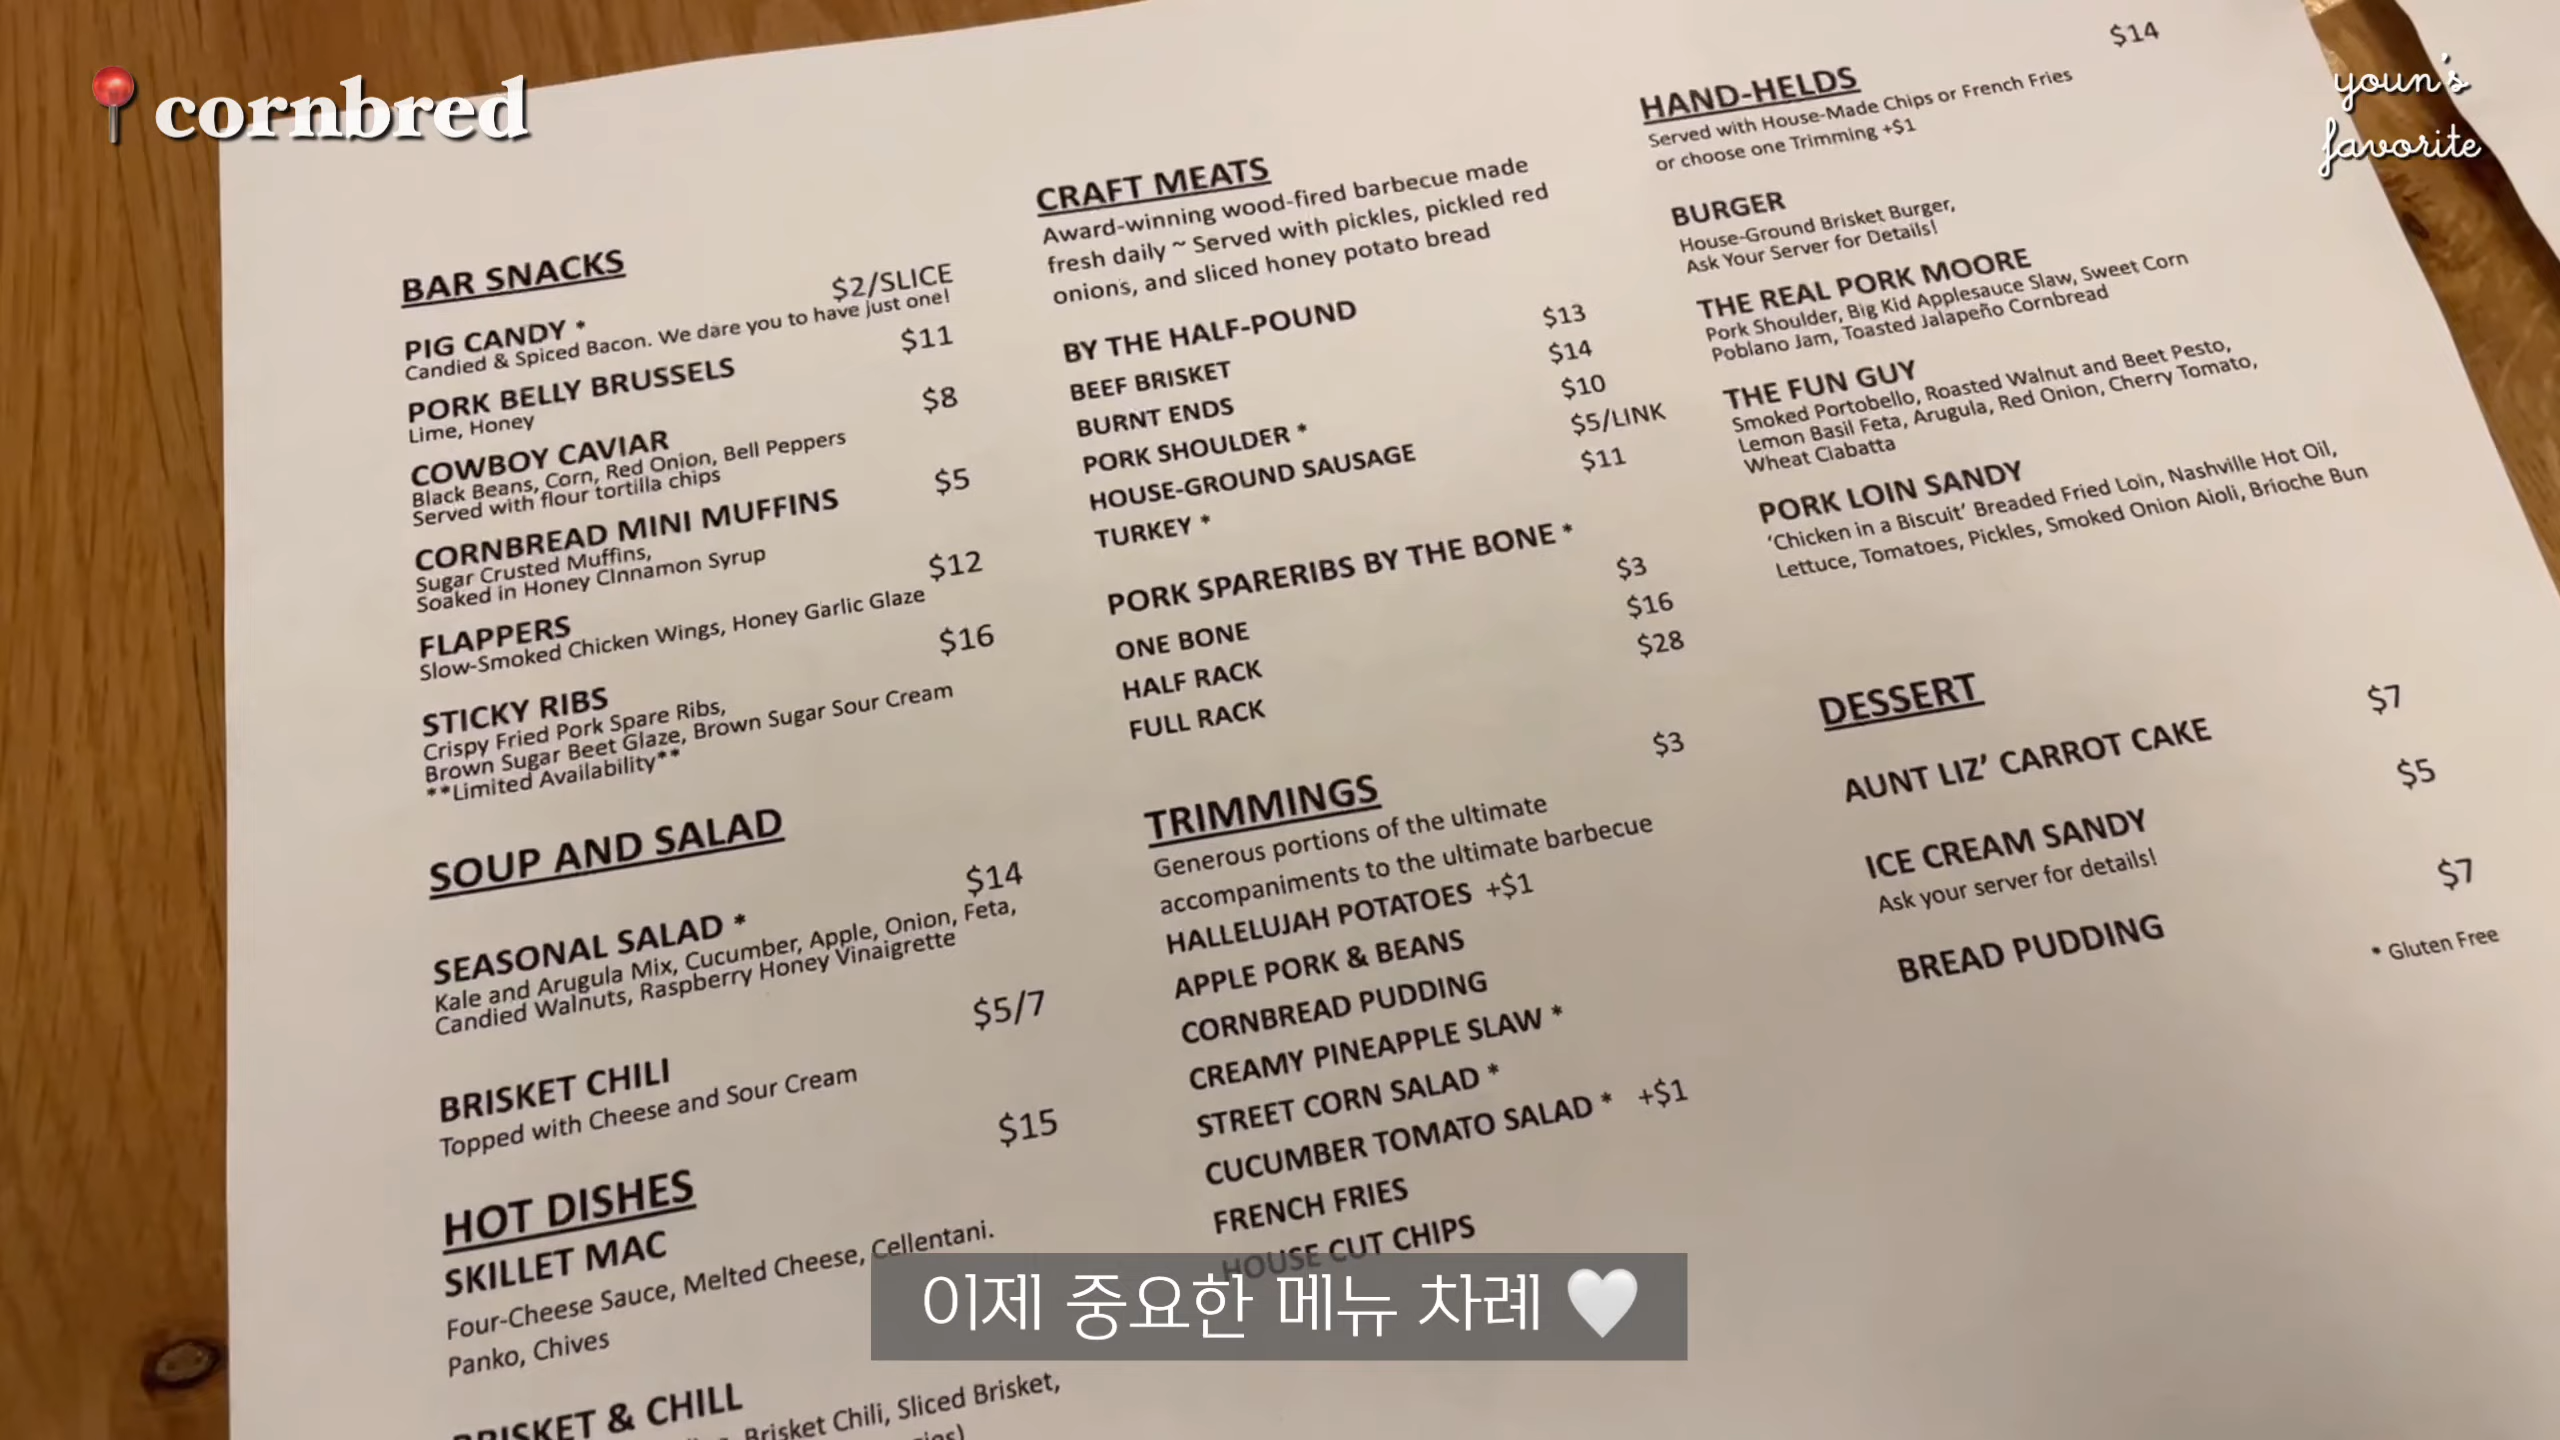 cornbred
youn's
favorite
BAR SNACKS
PIG CANDY * $2/SLICE
Candied & Spiced Bacon. We dare you to have just one!
PORK BELLY BRUSSELS $11
Lime, Honey
COWBOY CAVIAR $8
Black Beans, Corn, Red Onion, Bell Peppers
Served with flour tortilla chips
CORNBREAD MINI MUFFINS $5
Sugar Crusted Muffins,
Soaked in Honey CInnamon Syrup
FLAPPERS $12
Slow-Smoked Chicken Wings, Honey Garlic Glaze
STICKY RIBS $16
Crispy Fried Pork Spare Ribs,
Brown Sugar Beet Glaze, Brown Sugar Sour Cream
**Limited Availability**
SOUP AND SALAD
SEASONAL SALAD * $14
Kale and Arugula Mix, Cucumber, Apple, Onion, Feta,
Candied Walnuts, Raspberry Honey Vinaigrette
BRISKET CHILI $5/7
Topped with Cheese and Sour Cream
HOT DISHES $15
SKILLET MAC
Four-Cheese Sauce, Melted Cheese, Cellentani.
Panko, Chives
BRISKET & CHILL
Brisket Chili, Sliced Brisket,
CRAFT MEATS
Award-winning wood-fired barbecue made
fresh daily ~ Served with pickles, pickled red
onions, and sliced honey potato bread
BY THE HALF-POUND
BEEF BRISKET $13
BURNT ENDS $14
PORK SHOULDER * $10
HOUSE-GROUND SAUSAGE $5/LINK
TURKEY * $11
PORK SPARERIBS BY THE BONE *
ONE BONE $3
HALF RACK $16
FULL RACK $28
TRIMMINGS $3
Generous portions of the ultimate
accompaniments to the ultimate barbecue
HALLELUJAH POTATOES +$1
APPLE PORK & BEANS
CORNBREAD PUDDING
CREAMY PINEAPPLE SLAW *
STREET CORN SALAD *
CUCUMBER TOMATO SALAD * +$1
FRENCH FRIES
HOUSE CUT CHIPS
HAND-HELDS $14
Served with House-Made Chips or French Fries
or choose one Trimming +$1
BURGER
House-Ground Brisket Burger,
Ask Your Server for Details!
THE REAL PORK MOORE
Pork Shoulder, Big Kid Applesauce Slaw, Sweet Corn
Poblano Jam, Toasted Jalapeño Cornbread
THE FUN GUY
Smoked Portobello, Roasted Walnut and Beet Pesto,
Lemon Basil Feta, Arugula, Red Onion, Cherry Tomato,
Wheat Ciabatta
PORK LOIN SANDY
'Chicken in a Biscuit' Breaded Fried Loin, Nashville Hot Oil,
Lettuce, Tomatoes, Pickles, Smoked Onion Aioli, Brioche Bun
DESSERT
AUNT LIZ' CARROT CAKE $7
ICE CREAM SANDY $5
Ask your server for details!
BREAD PUDDING $7
* Gluten Free
이제 중요한 메뉴 차례 🤍